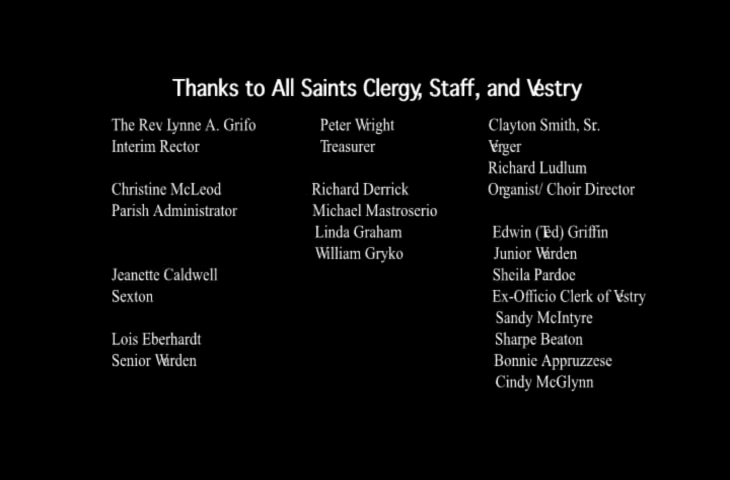 Thanks to All Saints Clergy, Staff, and Vestry
The Rev Lynne A. Grifo
Interim Rector
Christine McLeod
Parish Administrator
Jeanette Caldwell
Sexton
Lois Eberhardt
Senior Warden
Peter Wright
Treasurer
Richard Derrick
Michael Mastroserio
Linda Graham
William Gryko
Clayton Smith, Sr.
Verger
Richard Ludlum
Organist/ Choir Director
Edwin (Ted) Griffin
Junior Warden
Sheila Pardoe
Ex-Officio Clerk of Vestry
Sandy McIntyre
Sharpe Beaton
Bonnie Appruzzese
Cindy McGlynn